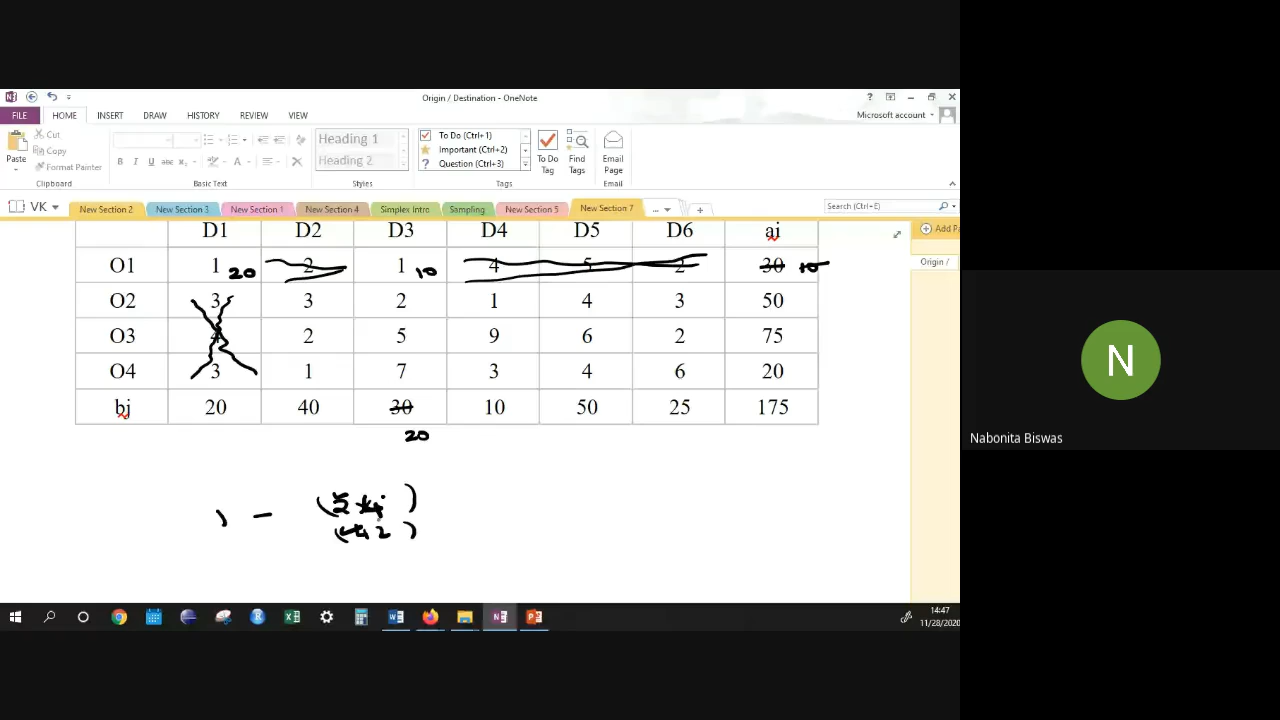 Origin / Destination - OneNote
FILE HOME INSERT DRAW HISTORY REVIEW VIEW
Microsoft account
Paste
Cut
Copy
Format Painter
Clipboard
B I U abc X₂ A
Basic Text
Heading 1
Heading 2
Styles
To Do (Ctrl+1)
Important (Ctrl+2)
Question (Ctrl+3)
To Do Tag
Find Tags
Tags
Email Page
Email
VK New Section 2 New Section 3 New Section 1 New Section 4 Simplex Intro Sampling New Section 5 New Section 7 ... Search (Ctrl+E)
Add Pa
Origin /
D1 D2 D3 D4 D5 D6 ai
O1 1 20 2 1 10 4 5 2 30 10
O2 3 3 2 1 4 3 50
O3 4 2 5 9 6 2 75
O4 3 1 7 3 4 6 20
bj 20 40 30 10 50 25 175
20
14:47
11/28/2020
N
Nabonita Biswas